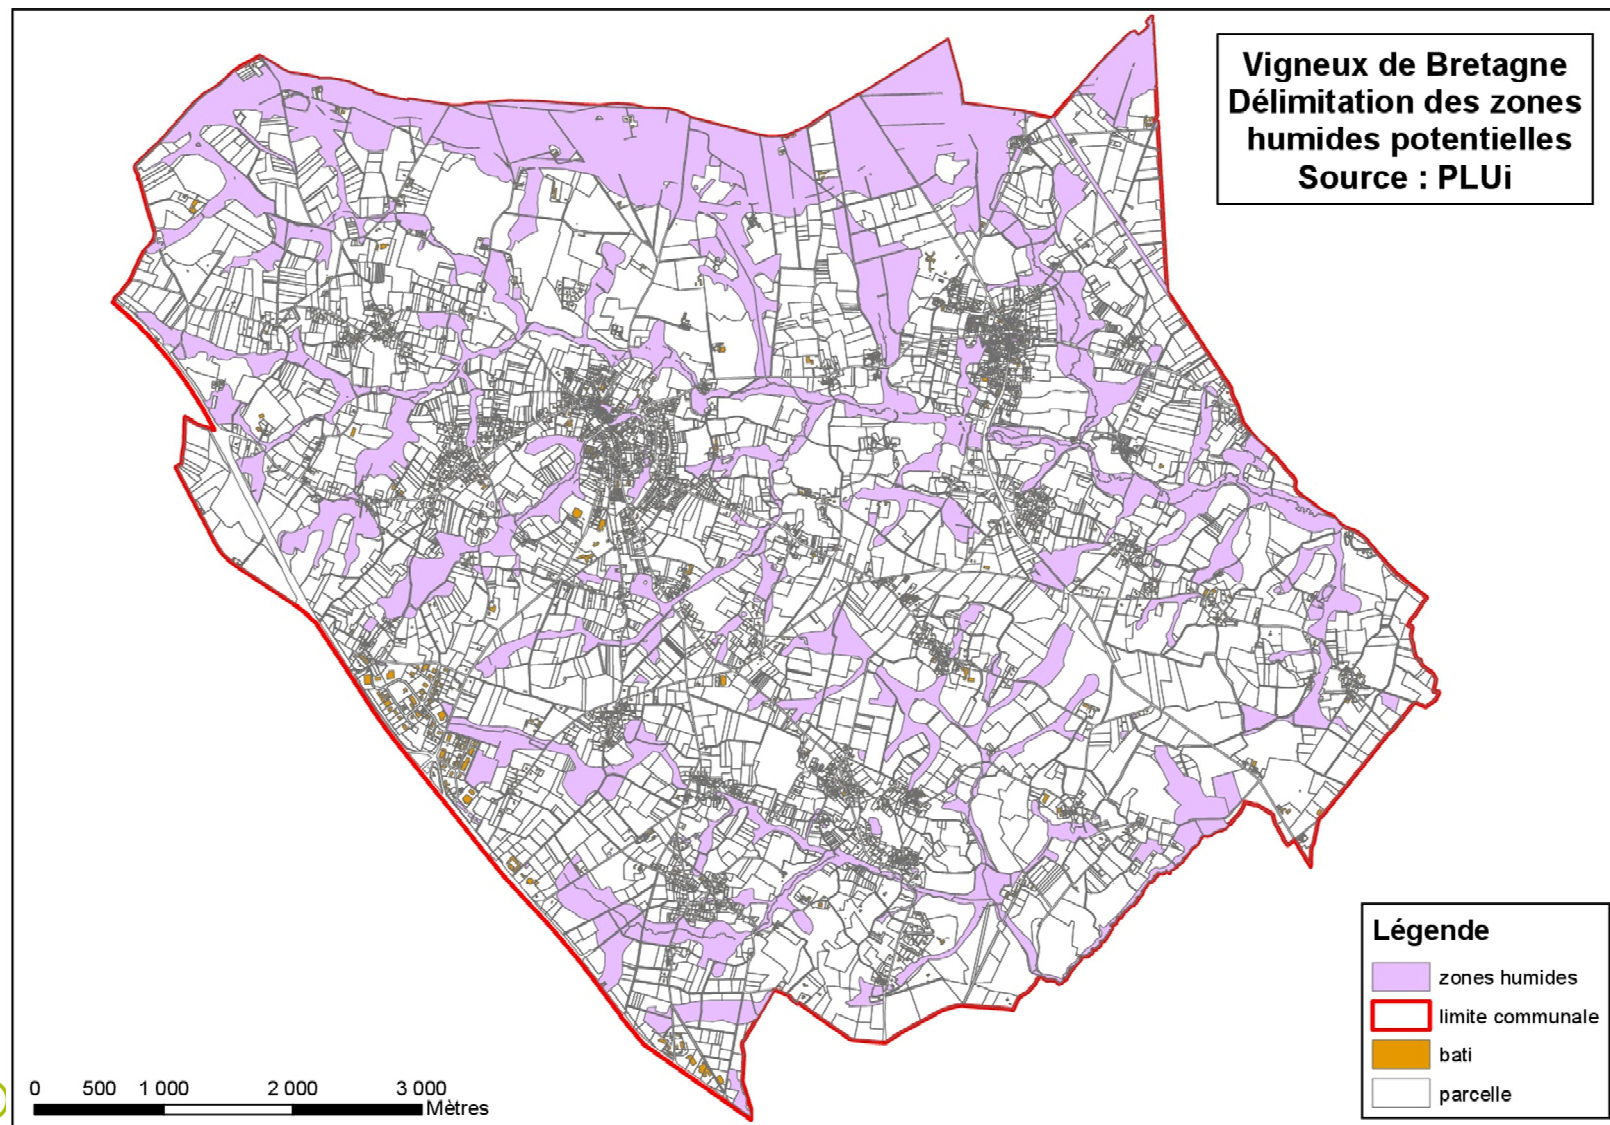 Vigneux de Bretagne
Délimitation des zones
humides potentielles
Source : PLUi
Légende
zones humides
limite communale
bati
parcelle
0 500 1 000 2 000 3 000
Mètres